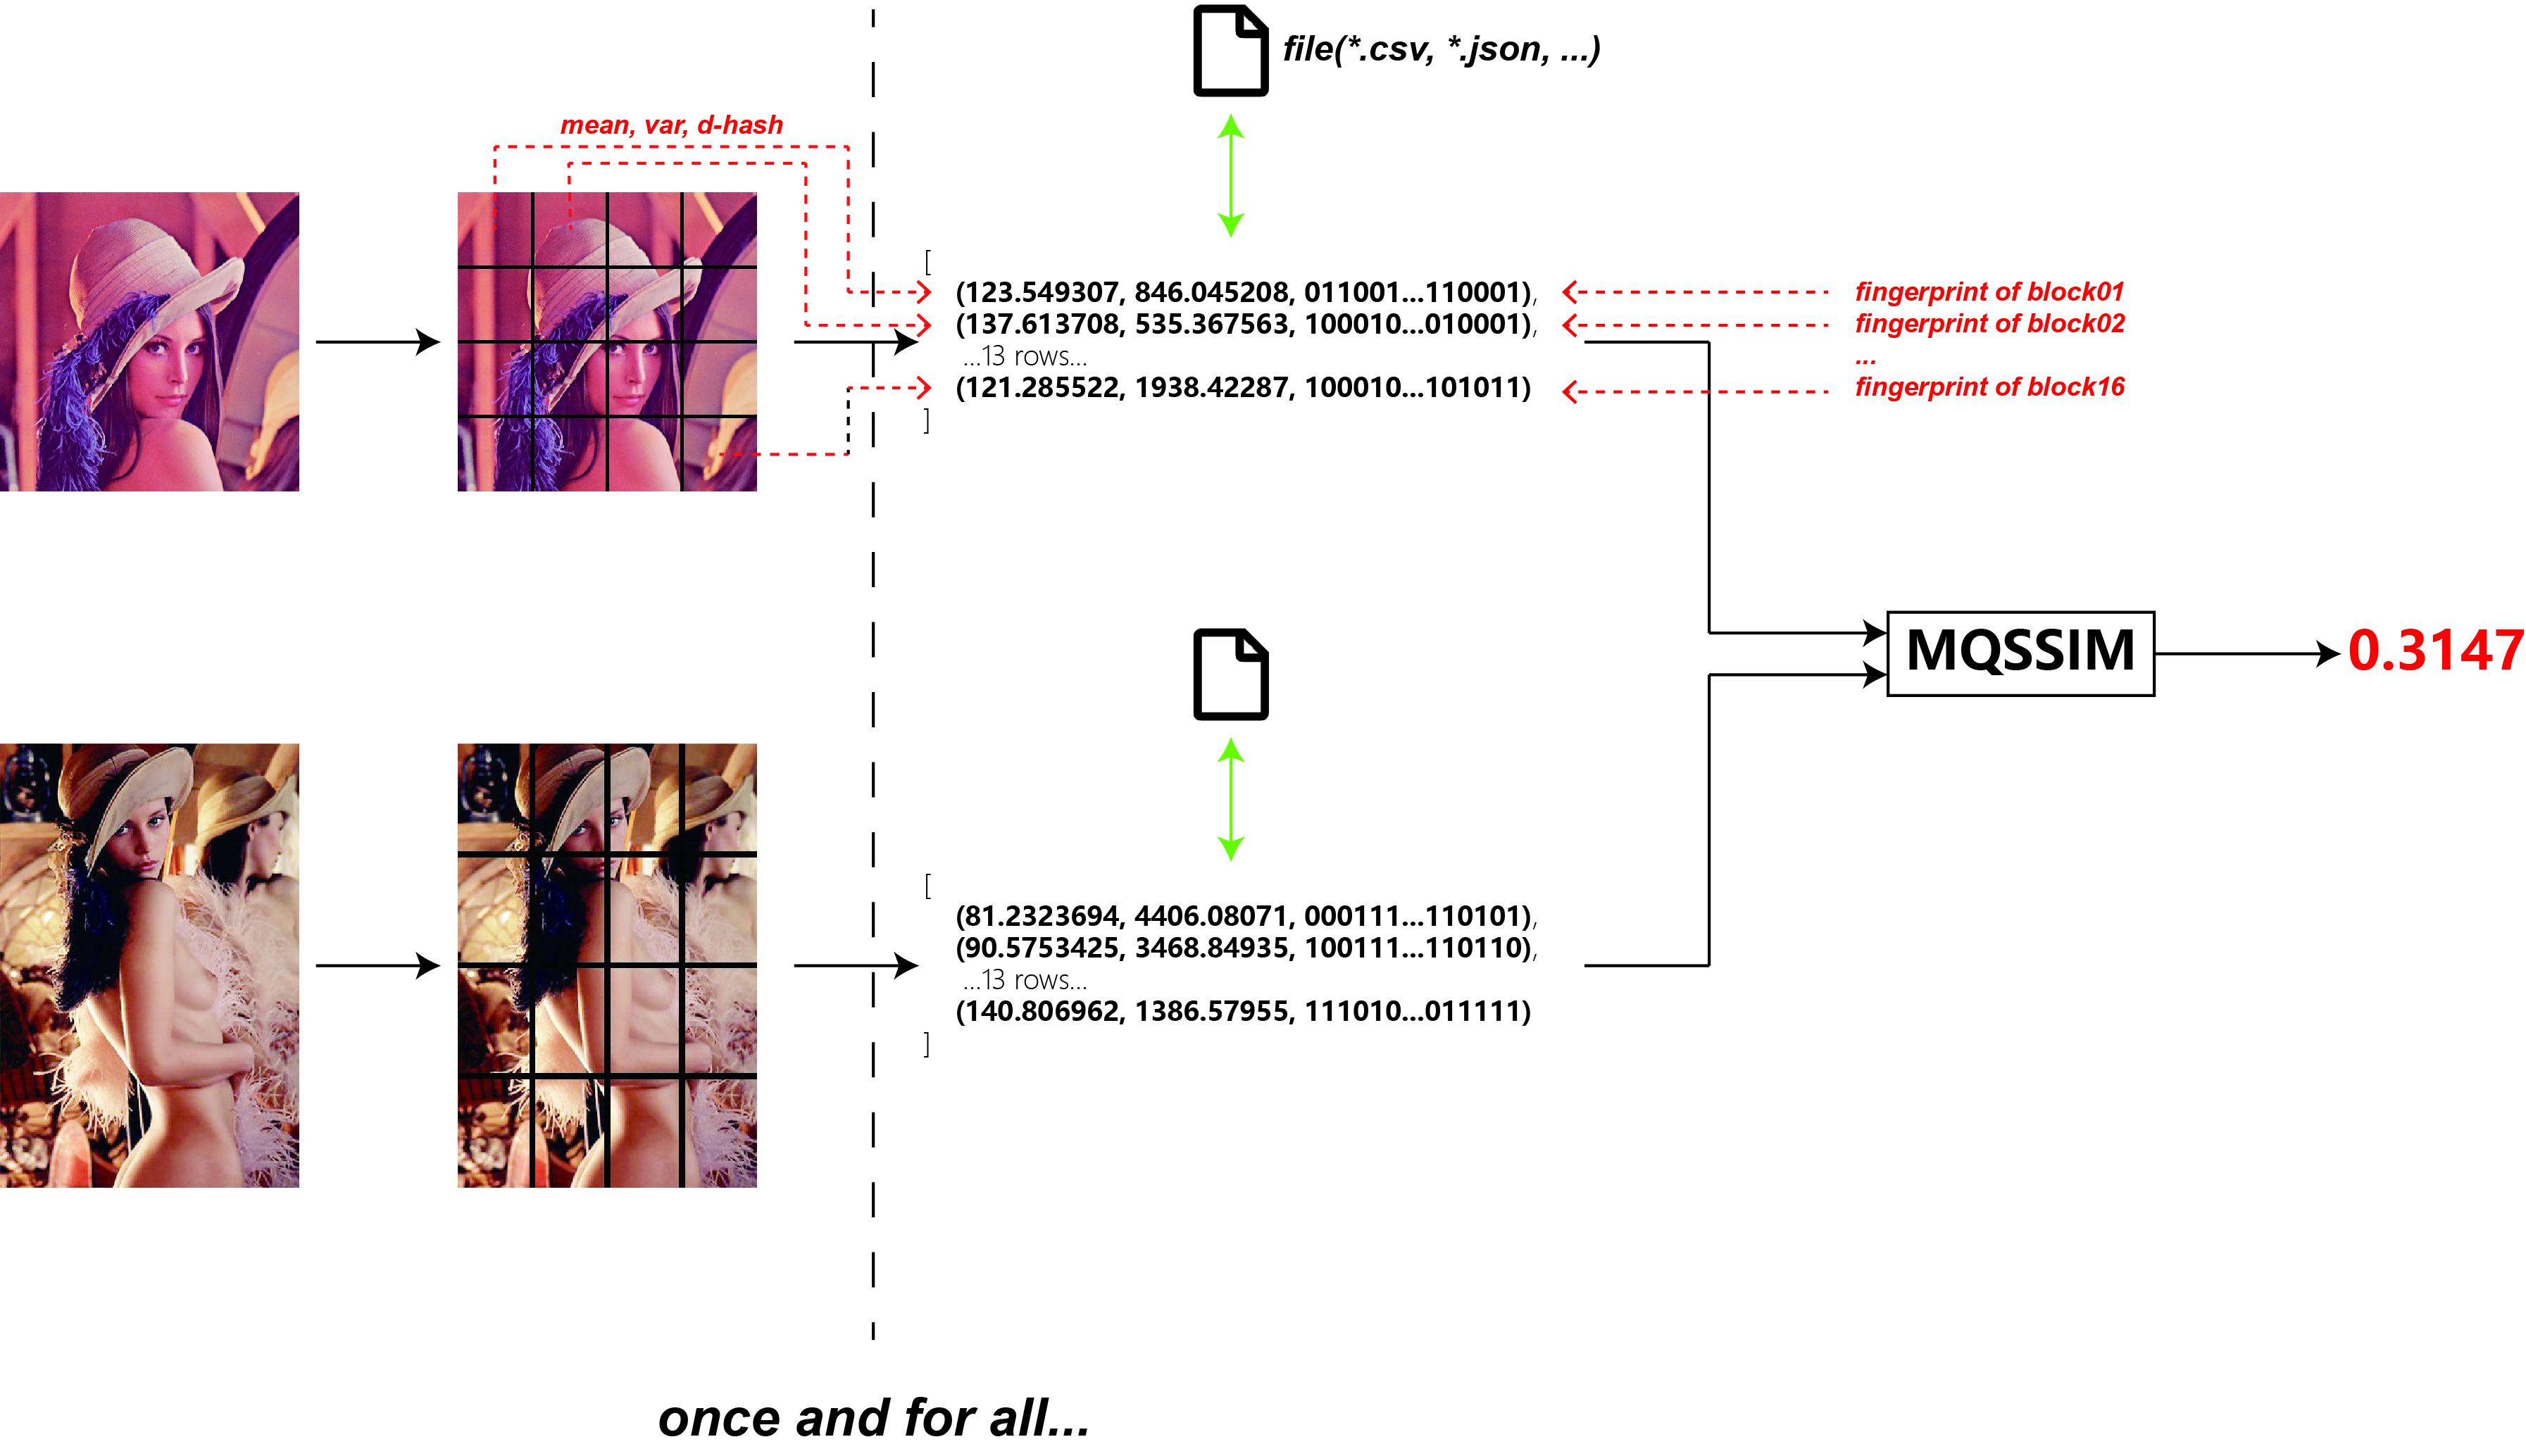 file(*.csv, *.json, ...)
mean, var, d-hash
[
(123.549307, 846.045208, 011001...110001),
fingerprint of block01
(137.613708, 535.367563, 100010...010001),
fingerprint of block02
...13 rows...
...
(121.285522, 1938.42287, 100010...101011)
fingerprint of block16
]
MQSSIM
0.3147
[
(81.2323694, 4406.08071, 000111...110101),
(90.5753425, 3468.84935, 100111...110110),
...13 rows...
(140.806962, 1386.57955, 111010...011111)
]
once and for all...